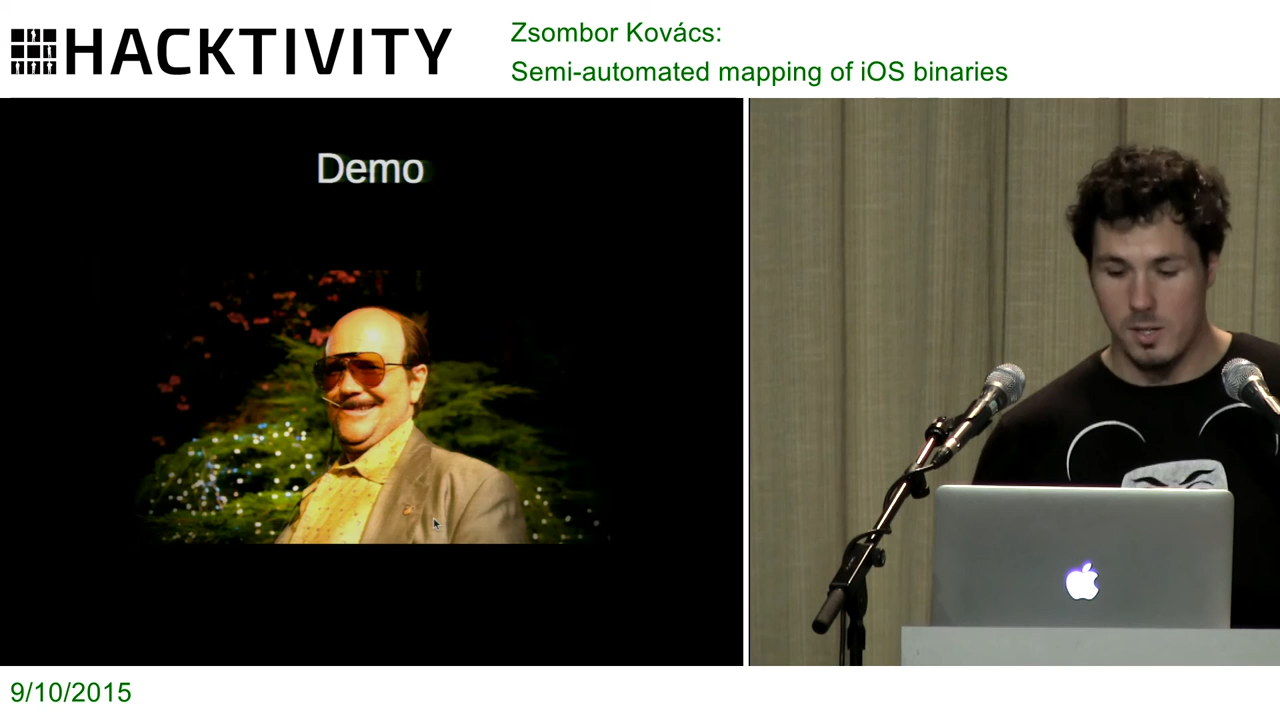 HACKTIVITY
Zsombor Kovács:
Semi-automated mapping of iOS binaries
Demo
9/10/2015